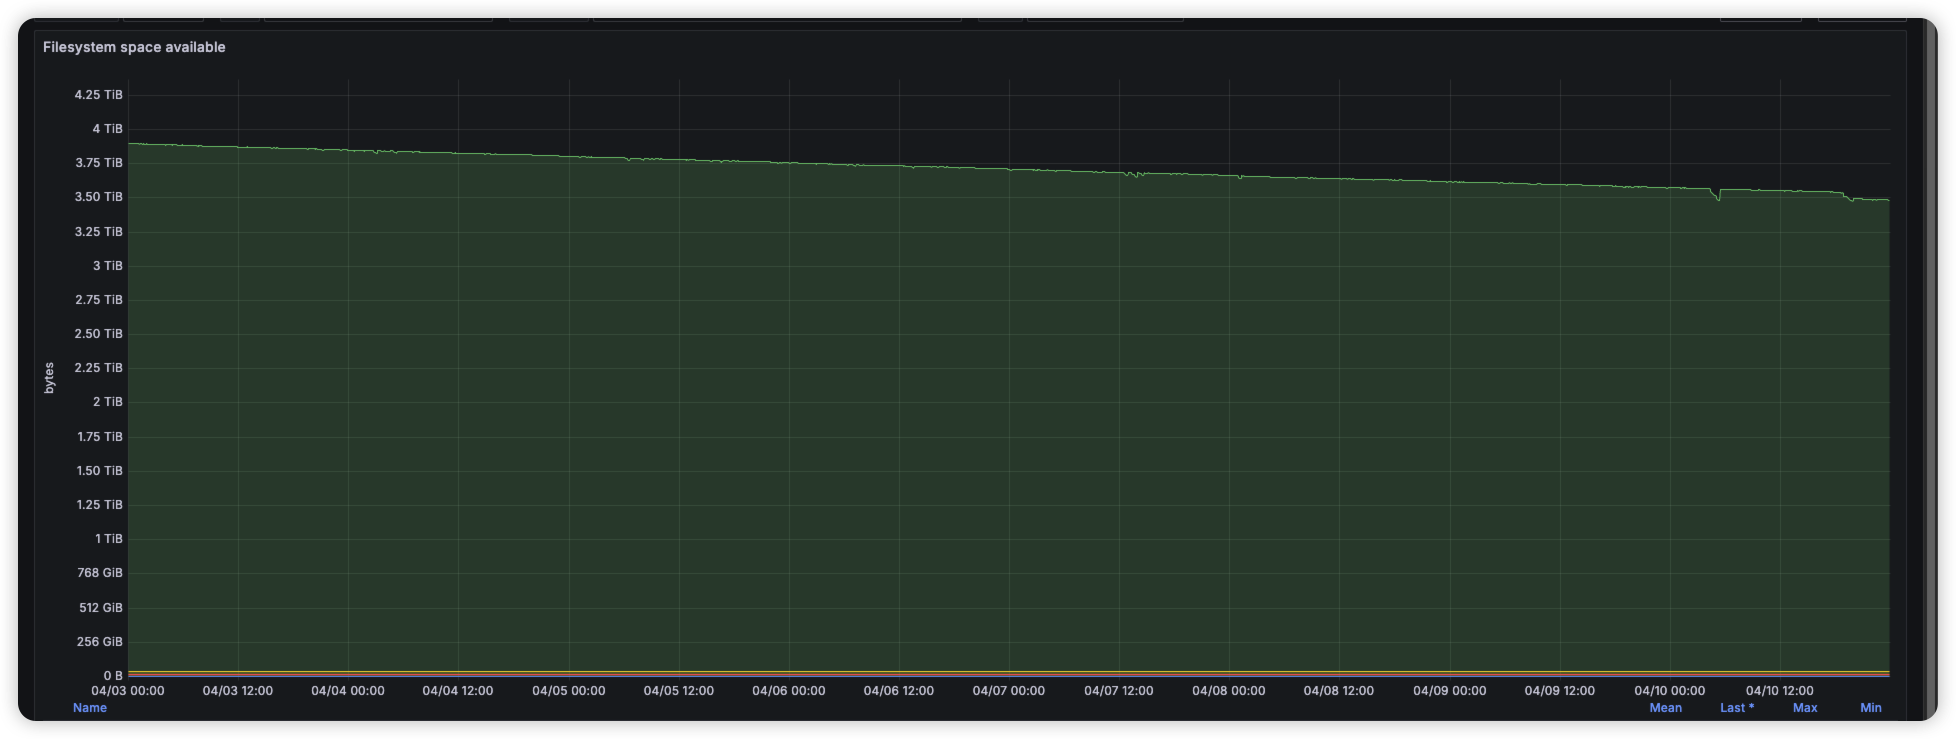 Filesystem space available
4.25 TiB
4 TiB
3.75 TiB
3.50 TiB
3.25 TiB
3 TiB
2.75 TiB
2.50 TiB
2.25 TiB
2 TiB
1.75 TiB
1.50 TiB
1.25 TiB
1 TiB
768 GiB
512 GiB
256 GiB
0 B
bytes
04/03 00:00 04/03 12:00 04/04 00:00 04/04 12:00 04/05 00:00 04/05 12:00 04/06 00:00 04/06 12:00 04/07 00:00 04/07 12:00 04/08 00:00 04/08 12:00 04/09 00:00 04/09 12:00 04/10 00:00 04/10 12:00
Name Mean Last * Max Min